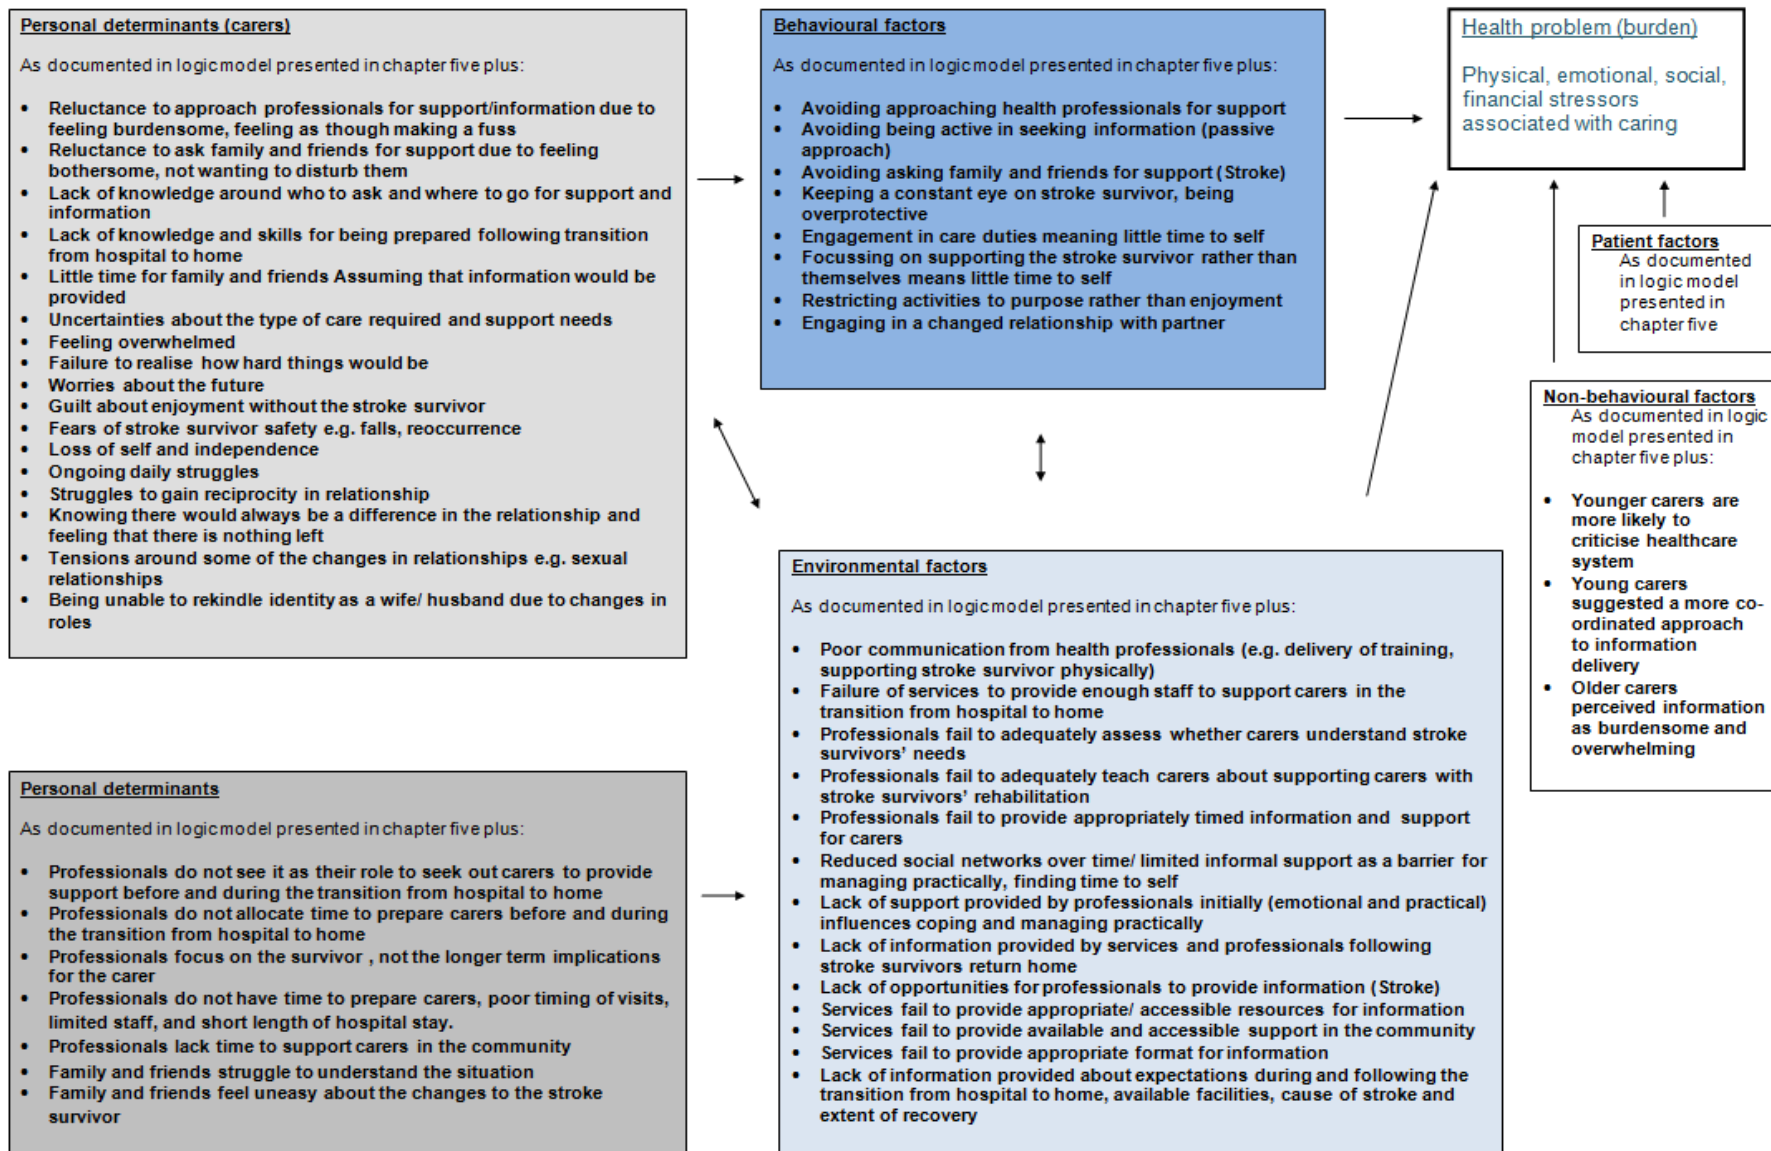 Personal determinants (carers)
As documented in logic model presented in chapter five plus:
• Reluctance to approach professionals for support/information due to
feeling burdensome, feeling as though making a fuss
• Reluctance to ask family and friends for support due to feeling
bothersome, not wanting to disturb them
• Lack of knowledge around who to ask and where to go for support and
information
• Lack of knowledge and skills for being prepared following transition
from hospital to home
• Little time for family and friends Assuming that information would be
provided
• Uncertainties about the type of care required and support needs
• Feeling overwhelmed
• Failure to realise how hard things would be
• Worries about the future
• Guilt about enjoyment without the stroke survivor
• Fears of stroke survivor safety e.g. falls, reoccurrence
• Loss of self and independence
• Ongoing daily struggles
• Struggles to gain reciprocity in relationship
• Knowing there would always be a difference in the relationship and
feeling that there is nothing left
• Tensions around some of the changes in relationships e.g. sexual
relationships
• Being unable to rekindle identity as a wife/ husband due to changes in
roles
Behavioural factors
As documented in logic model presented in chapter five plus:
• Avoiding approaching health professionals for support
• Avoiding being active in seeking information (passive
approach)
• Avoiding asking family and friends for support (Stroke)
• Keeping a constant eye on stroke survivor, being
overprotective
• Engagement in care duties meaning little time to self
• Focussing on supporting the stroke survivor rather than
themselves means little time to self
• Restricting activities to purpose rather than enjoyment
• Engaging in a changed relationship with partner
Health problem (burden)
Physical, emotional, social,
financial stressors
associated with caring
Patient factors
As documented
in logic model
presented in
chapter five
Non-behavioural factors
As documented in logic
model presented in
chapter five plus:
• Younger carers are
more likely to
criticise healthcare
system
• Young carers
suggested a more co-
ordinated approach
to information
delivery
• Older carers
perceived information
as burdensome and
overwhelming
Personal determinants
As documented in logic model presented in chapter five plus:
• Professionals do not see it as their role to seek out carers to provide
support before and during the transition from hospital to home
• Professionals do not allocate time to prepare carers before and during
the transition from hospital to home
• Professionals focus on the survivor , not the longer term implications
for the carer
• Professionals do not have time to prepare carers, poor timing of visits,
limited staff, and short length of hospital stay.
• Professionals lack time to support carers in the community
• Family and friends struggle to understand the situation
• Family and friends feel uneasy about the changes to the stroke
survivor
Environmental factors
As documented in logic model presented in chapter five plus:
• Poor communication from health professionals (e.g. delivery of training,
supporting stroke survivor physically)
• Failure of services to provide enough staff to support carers in the
transition from hospital to home
• Professionals fail to adequately assess whether carers understand stroke
survivors' needs
• Professionals fail to adequately teach carers about supporting carers with
stroke survivors' rehabilitation
• Professionals fail to provide appropriately timed information and support
for carers
• Reduced social networks over time/ limited informal support as a barrier for
managing practically, finding time to self
• Lack of support provided by professionals initially (emotional and practical)
influences coping and managing practically
• Lack of information provided by services and professionals following
stroke survivors return home
• Lack of opportunities for professionals to provide information (Stroke)
• Services fail to provide appropriate/ accessible resources for information
• Services fail to provide available and accessible support in the community
• Services fail to provide appropriate format for information
• Lack of information provided about expectations during and following the
transition from hospital to home, available facilities, cause of stroke and
extent of recovery